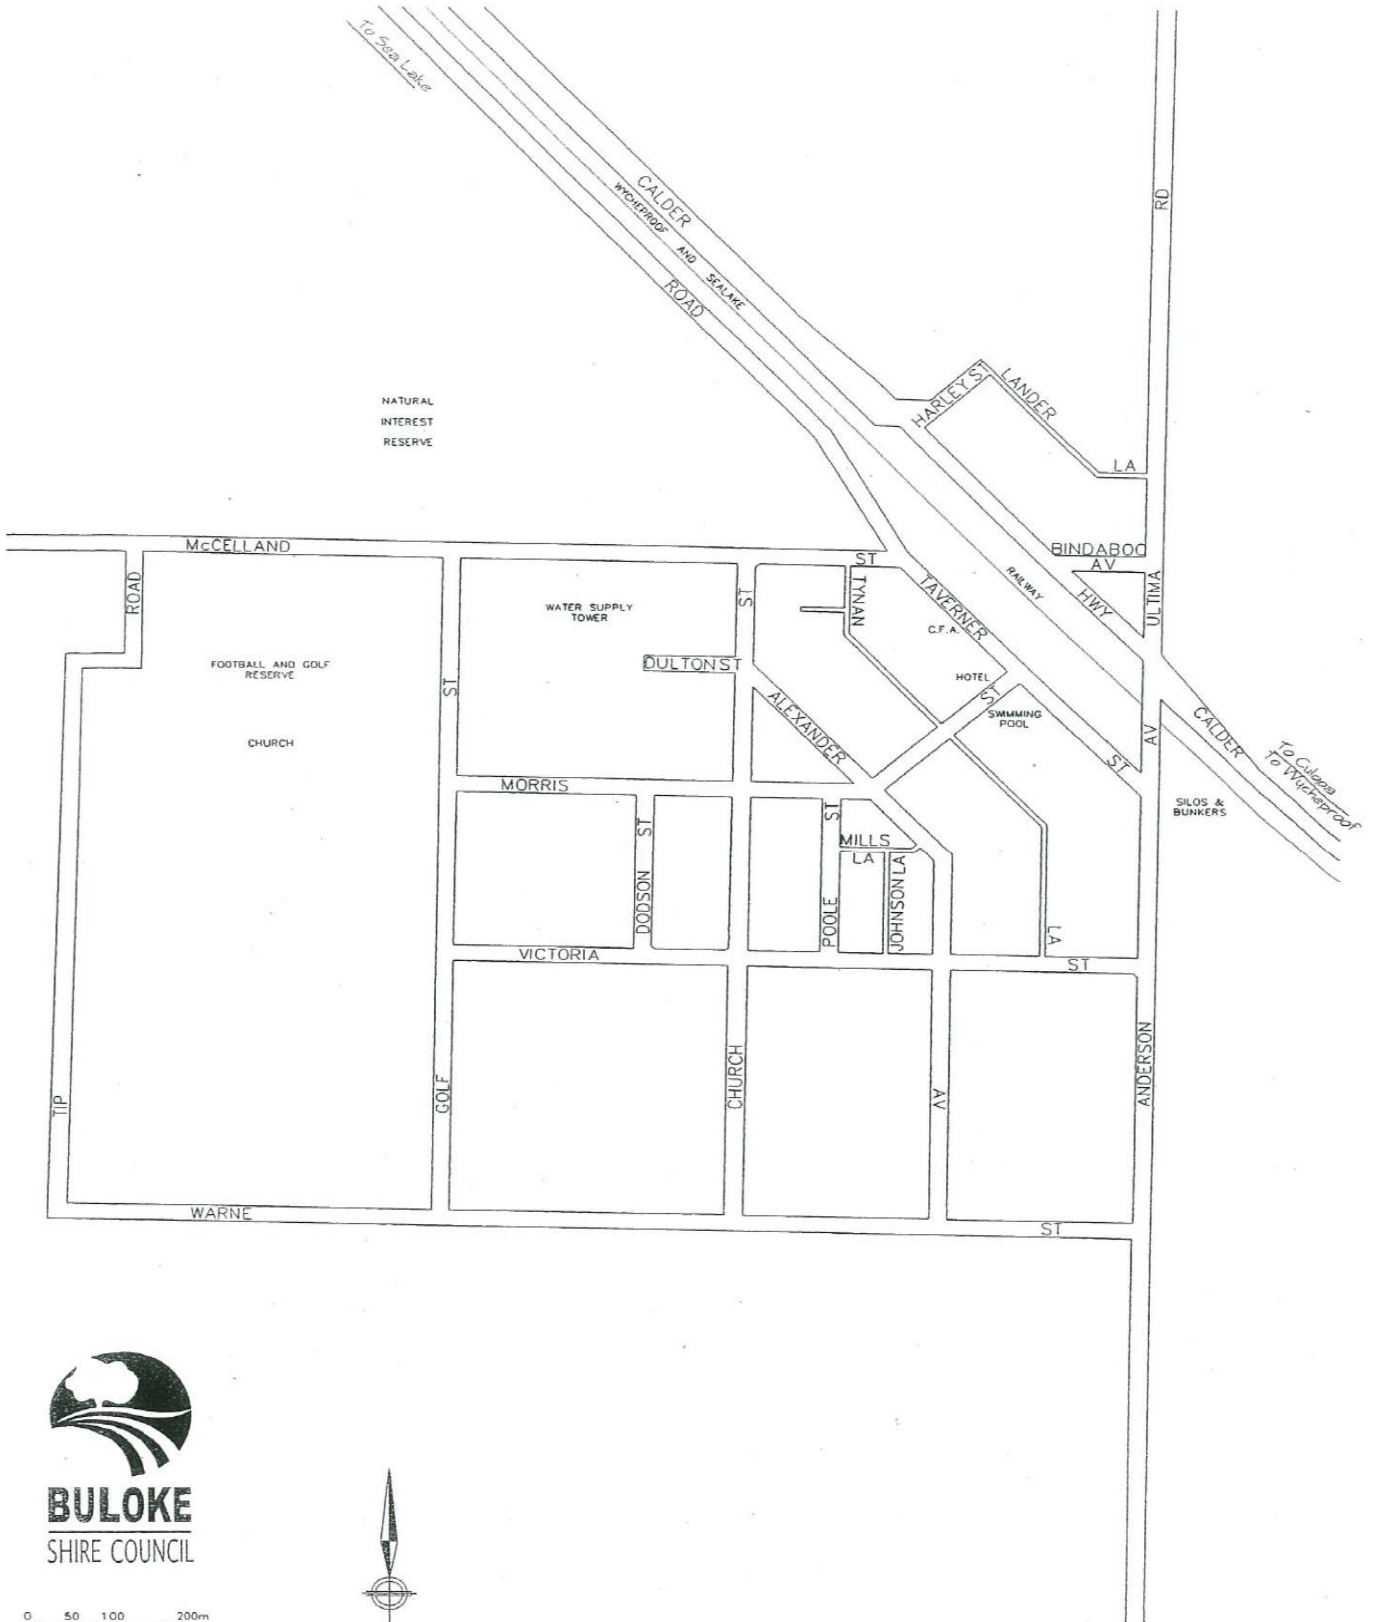 To Sea Lake
CALDER
WYCHEPROOF AND SEALAKE
ROAD
RD
HARLEY ST
LANDER
LA
NATURAL
INTEREST
RESERVE
McCELLAND
ST
BINDABOO
AV
ROAD
ST
TYNAN
TAVERNER
RAILWAY
HWY
ULTIMA
WATER SUPPLY
TOWER
C.F.A.
FOOTBALL AND GOLF
RESERVE
DULTON ST
HOTEL
ST
ST
ALEXANDER
SWMMING
POOL
CALDER
CHURCH
AV
ST
To Culgoa
To Wycheproof
MORRIS
SILOS &
BUNKERS
ST
ST
MILLS
LA
DODSON
POOLE
JOHNSON LA
LA
VICTORIA
ST
CHURCH
ANDERSON
TIP
GOLF
AV
WARNE
ST
BULOKE
SHIRE COUNCIL
0 50 100 200m